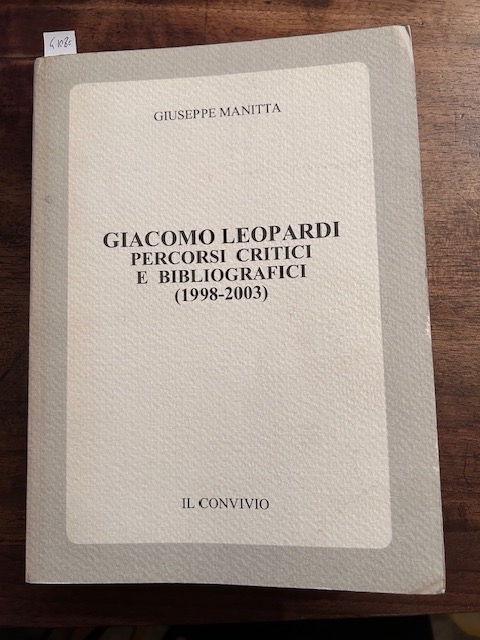 GIUSEPPE MANITTA
GIACOMO LEOPARDI
PERCORSI CRITICI
E BIBLIOGRAFICI
(1998-2003)
IL CONVIVIO